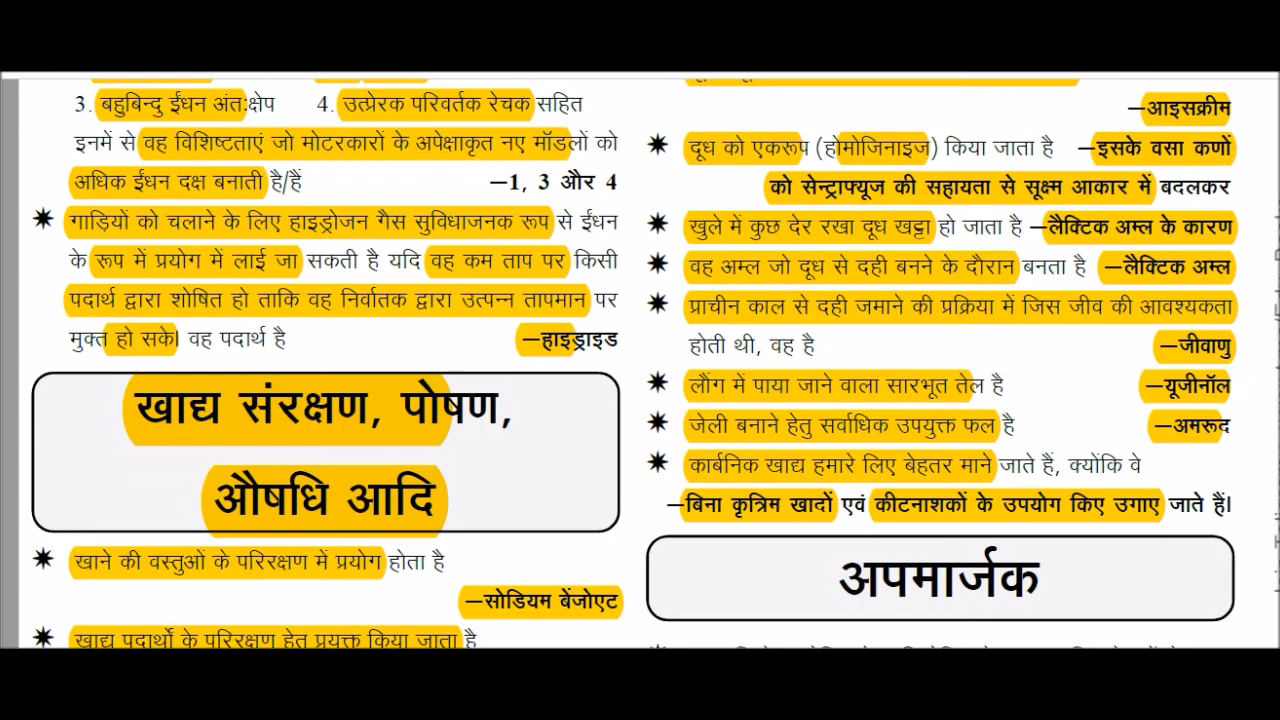 3. बहुबिन्दु ईंधन अंतःक्षेप 4. उत्प्रेरक परिवर्तक रेचक सहित
इनमें से वह विशिष्टताएं जो मोटरकारों के अपेक्षाकृत नए मॉडलों को
अधिक ईंधन दक्ष बनाती है/हैं –1, 3 और 4
✷ गाड़ियों को चलाने के लिए हाइड्रोजन गैस सुविधाजनक रूप से ईंधन
के रूप में प्रयोग में लाई जा सकती है यदि वह कम ताप पर किसी
पदार्थ द्वारा शोषित हो ताकि वह निर्वातक द्वारा उत्पन्न तापमान पर
मुक्त हो सके। वह पदार्थ है –हाइड्राइड
खाद्य संरक्षण, पोषण,
औषधि आदि
✷ खाने की वस्तुओं के परिरक्षण में प्रयोग होता है
–सोडियम बेंजोएट
✷ खाद्य पदार्थों के परिरक्षण हेतु प्रयुक्त किया जाता है
–आइसक्रीम
✷ दूध को एकरूप (होमोजिनाइज) किया जाता है –इसके वसा कणों
को सेन्ट्राफ्यूज की सहायता से सूक्ष्म आकार में बदलकर
✷ खुले में कुछ देर रखा दूध खट्टा हो जाता है –लैक्टिक अम्ल के कारण
✷ वह अम्ल जो दूध से दही बनने के दौरान बनता है –लैक्टिक अम्ल
✷ प्राचीन काल से दही जमाने की प्रक्रिया में जिस जीव की आवश्यकता
होती थी, वह है –जीवाणु
✷ लौंग में पाया जाने वाला सारभूत तेल है –यूजीनॉल
✷ जेली बनाने हेतु सर्वाधिक उपयुक्त फल है –अमरूद
✷ कार्बनिक खाद्य हमारे लिए बेहतर माने जाते हैं, क्योंकि वे
–बिना कृत्रिम खादों एवं कीटनाशकों के उपयोग किए उगाए जाते हैं।
अपमार्जक